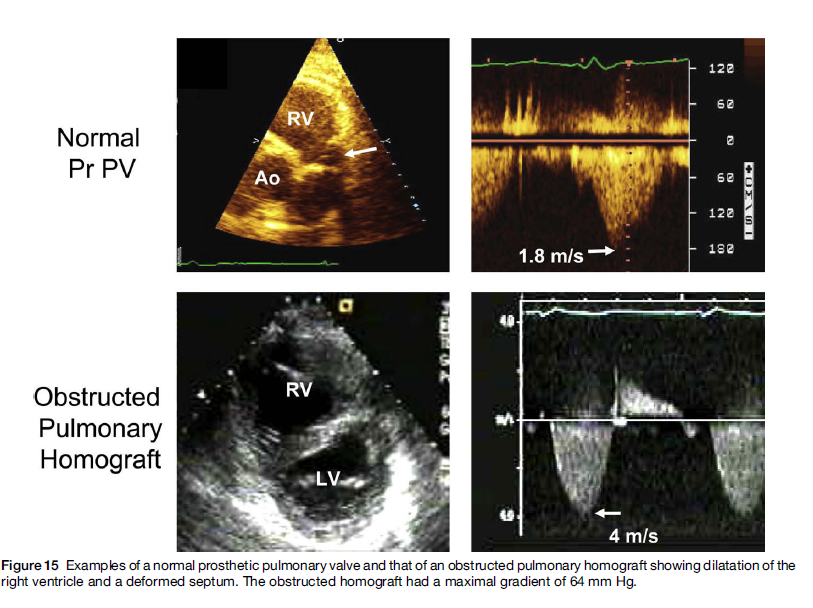 Normal
Pr PV
RV
Ao
120
60
0
60
120
180
1.8 m/s
Obstructed
Pulmonary
Homograft
RV
LV
4 m/s
Figure 15 Examples of a normal prosthetic pulmonary valve and that of an obstructed pulmonary homograft showing dilatation of the
right ventricle and a deformed septum. The obstructed homograft had a maximal gradient of 64 mm Hg.